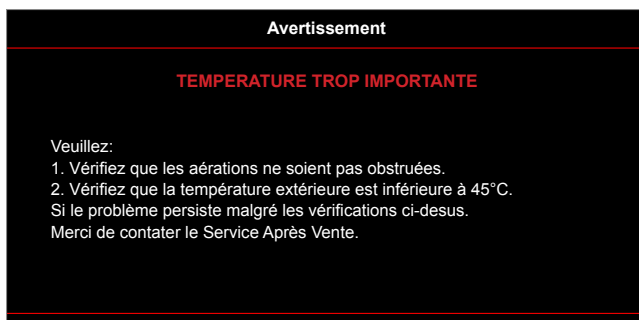 Avertissement
TEMPERATURE TROP IMPORTANTE
Veuillez:
1. Vérifiez que les aérations ne soient pas obstruées.
2. Vérifiez que la température extérieure est inférieure à 45°C.
Si le problème persiste malgré les vérifications ci-desus.
Merci de contater le Service Après Vente.